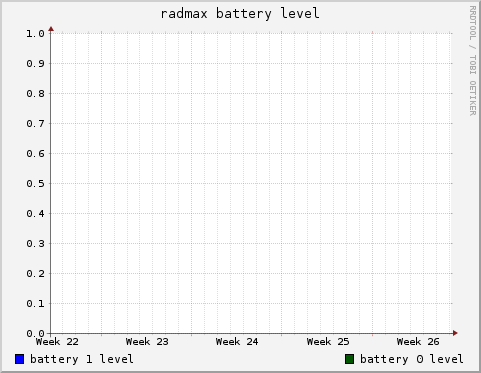 radmax battery level
RRDTOOL / TOBI OETIKER
1.0
0.9
0.8
0.7
0.6
0.5
0.4
0.3
0.2
0.1
0.0
Week 22 Week 23 Week 24 Week 25 Week 26
battery 1 level battery 0 level